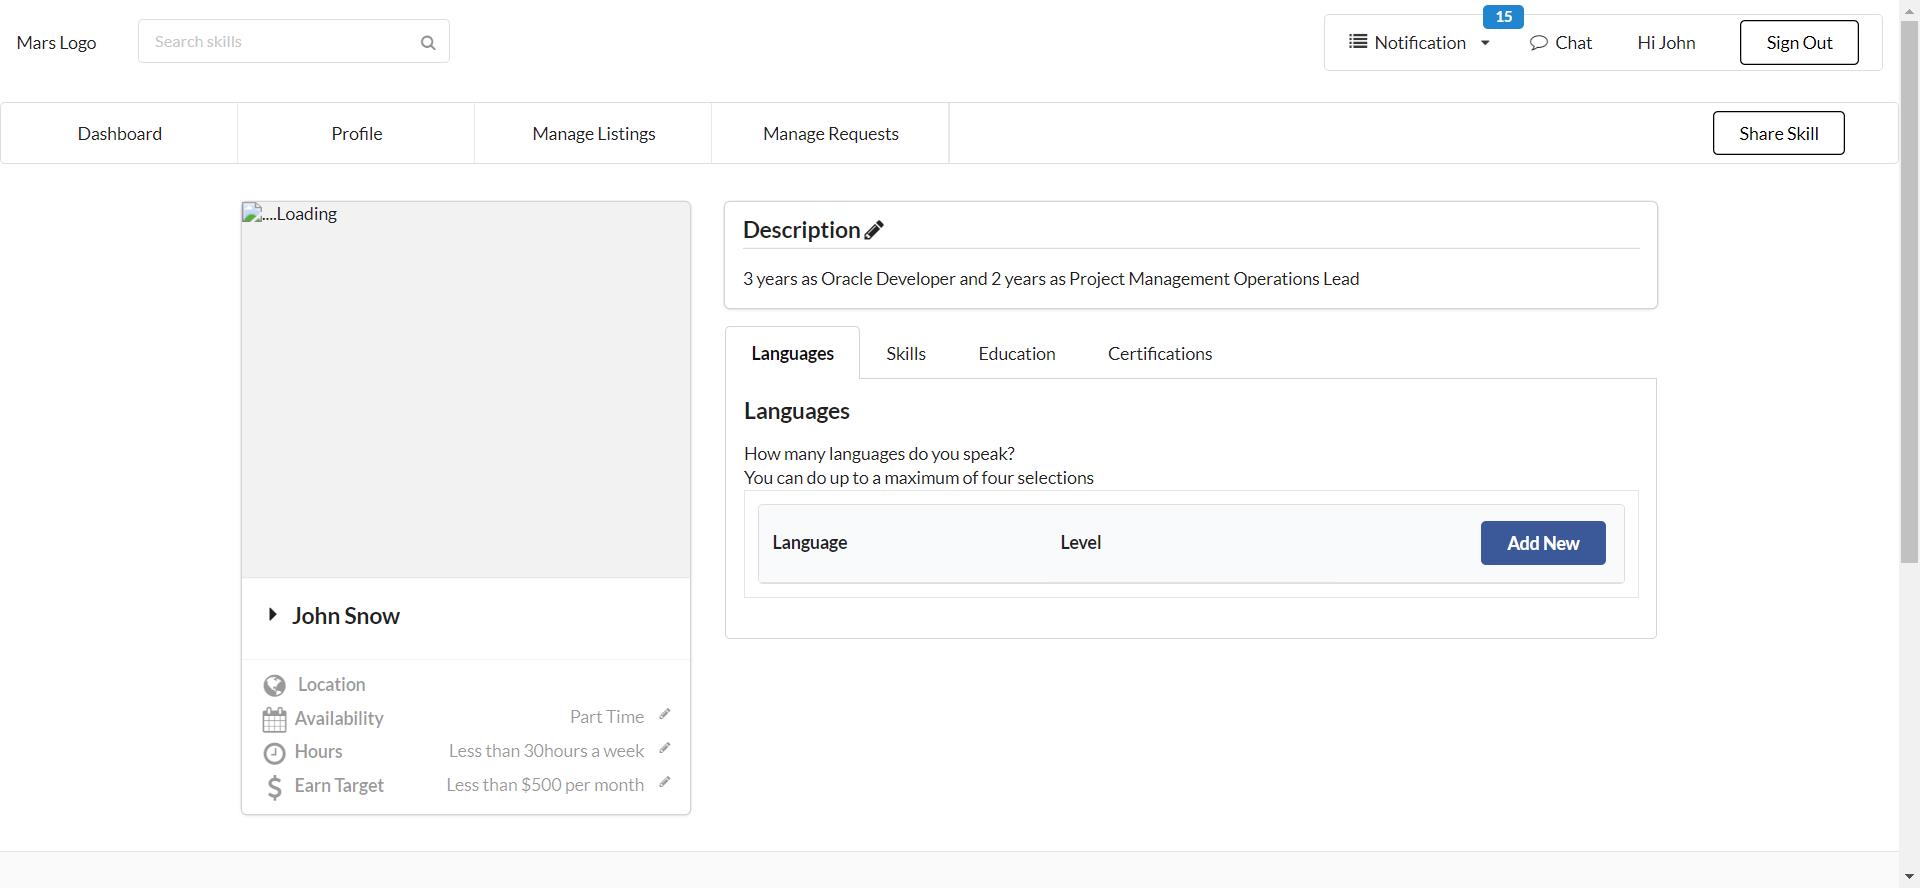 Mars Logo
Search skills
15
Notification
Chat
Hi John
Sign Out
Dashboard
Profile
Manage Listings
Manage Requests
Share Skill
....Loading
John Snow
Location
Availability
Part Time
Hours
Less than 30hours a week
Earn Target
Less than $500 per month
Description
3 years as Oracle Developer and 2 years as Project Management Operations Lead
Languages
Skills
Education
Certifications
Languages
How many languages do you speak?
You can do up to a maximum of four selections
Language
Level
Add New